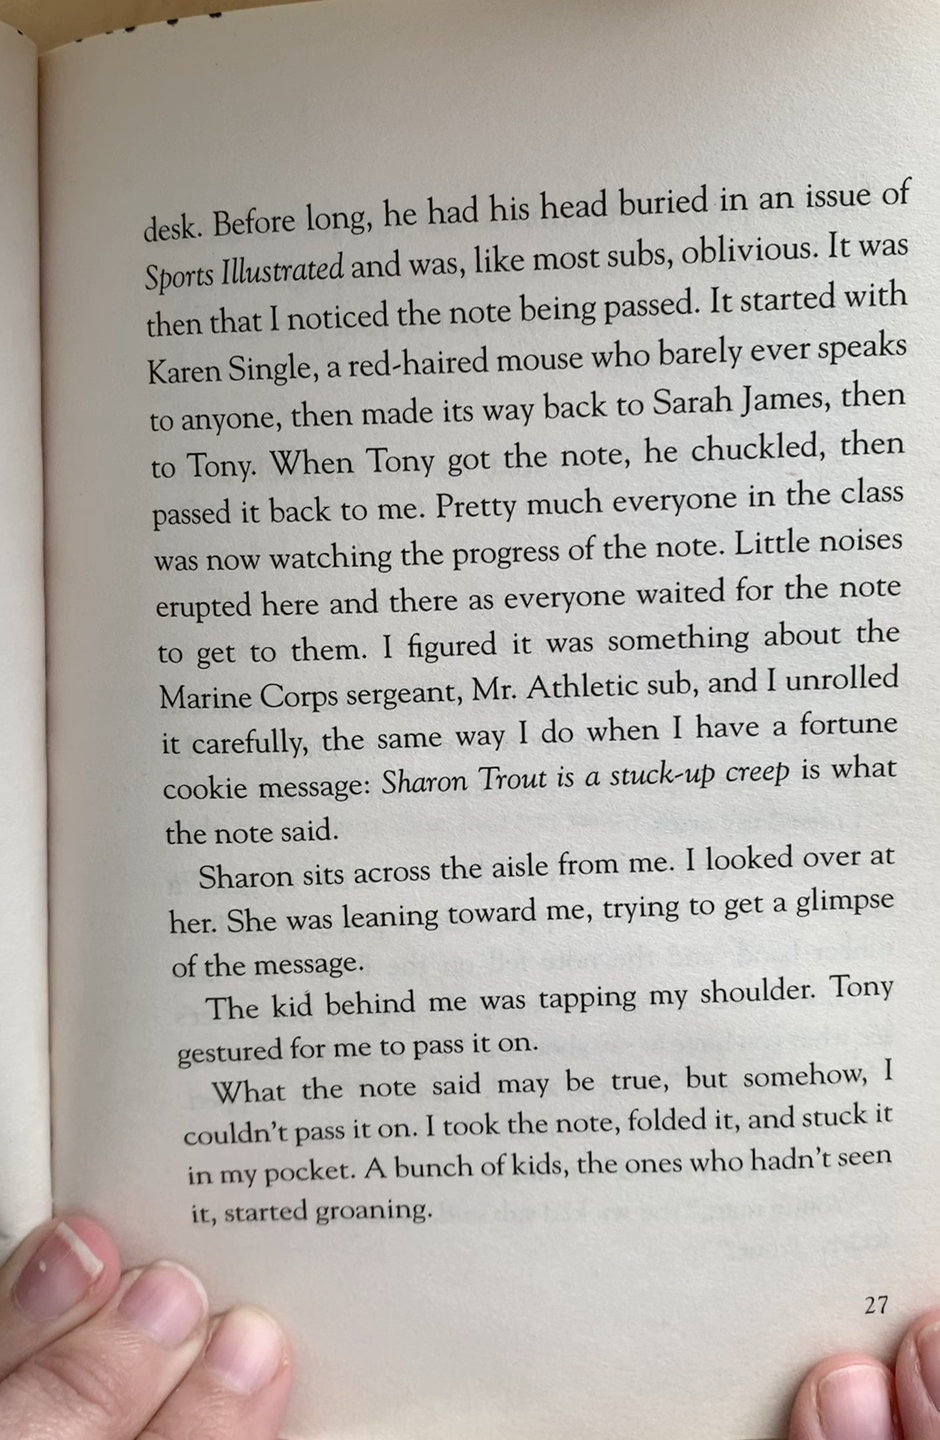 desk. Before long, he had his head buried in an issue of
Sports Illustrated and was, like most subs, oblivious. It was
then that I noticed the note being passed. It started with
Karen Single, a red-haired mouse who barely ever speaks
to anyone, then made its way back to Sarah James, then
to Tony. When Tony got the note, he chuckled, then
passed it back to me. Pretty much everyone in the class
was now watching the progress of the note. Little noises
erupted here and there as everyone waited for the note
to get to them. I figured it was something about the
Marine Corps sergeant, Mr. Athletic sub, and I unrolled
it carefully, the same way I do when I have a fortune
cookie message: Sharon Trout is a stuck-up creep is what
the note said.
Sharon sits across the aisle from me. I looked over at
her. She was leaning toward me, trying to get a glimpse
of the message.
The kid behind me was tapping my shoulder. Tony
gestured for me to pass it on.
What the note said may be true, but somehow, I
couldn't pass it on. I took the note, folded it, and stuck it
in my pocket. A bunch of kids, the ones who hadn't seen
it, started groaning.
27